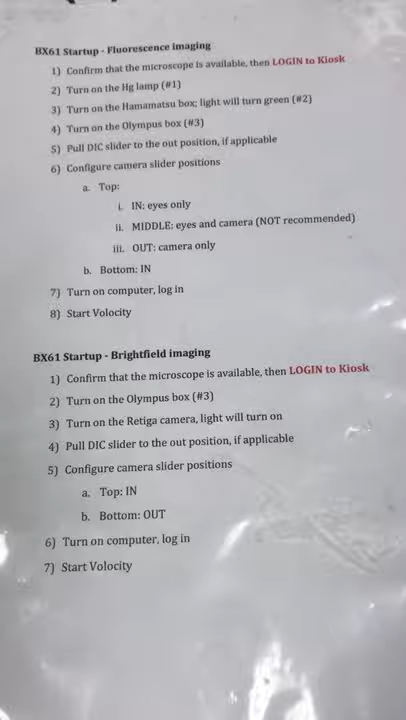 BX61 Startup - Fluorescence imaging
1) Confirm that the microscope is available, then LOGIN to Kiosk
2) Turn on the Hg lamp (#1)
3) Turn on the Hamamatsu box; light will turn green (#2)
4) Turn on the Olympus box (#3)
5) Pull DIC slider to the out position, if applicable
6) Configure camera slider positions
a. Top:
i. IN: eyes only
ii. MIDDLE: eyes and camera (NOT recommended)
iii. OUT: camera only
b. Bottom: IN
7) Turn on computer, log in
8) Start Volocity
BX61 Startup - Brightfield imaging
1) Confirm that the microscope is available, then LOGIN to Kiosk
2) Turn on the Olympus box (#3)
3) Turn on the Retiga camera, light will turn on
4) Pull DIC slider to the out position, if applicable
5) Configure camera slider positions
a. Top: IN
b. Bottom: OUT
6) Turn on computer, log in
7) Start Volocity